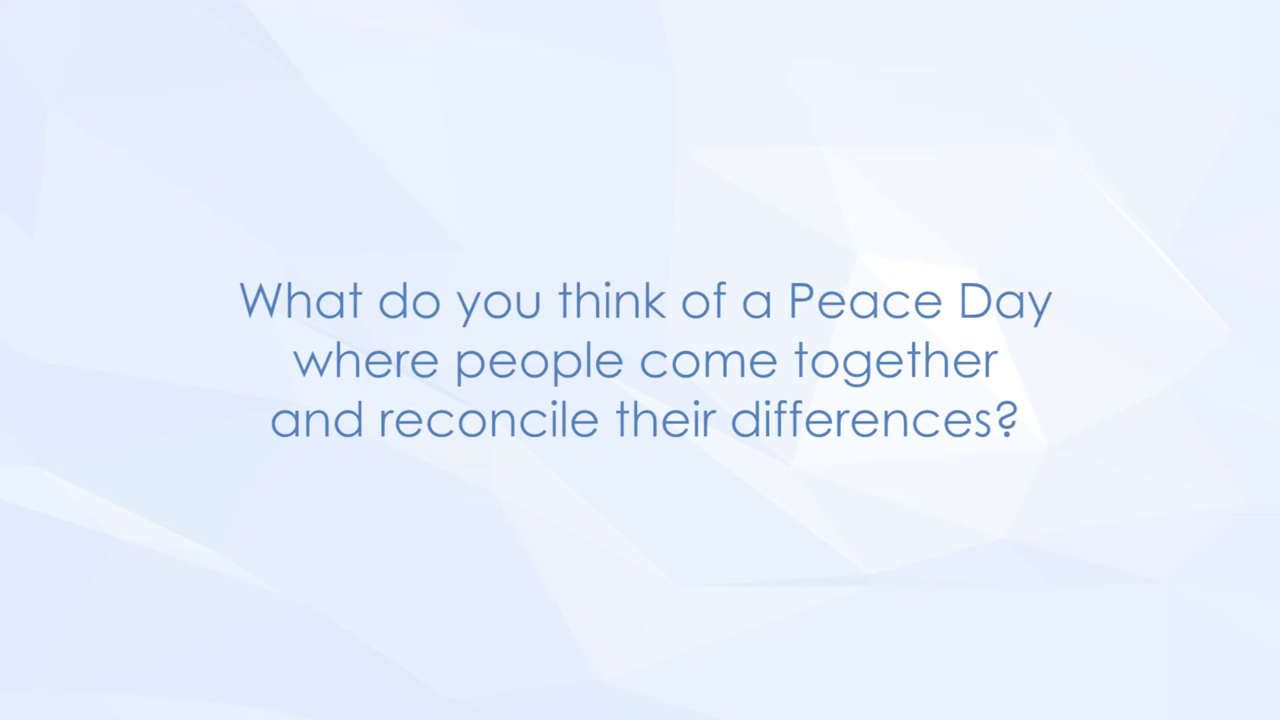 What do you think of a Peace Day
where people come together
and reconcile their differences?